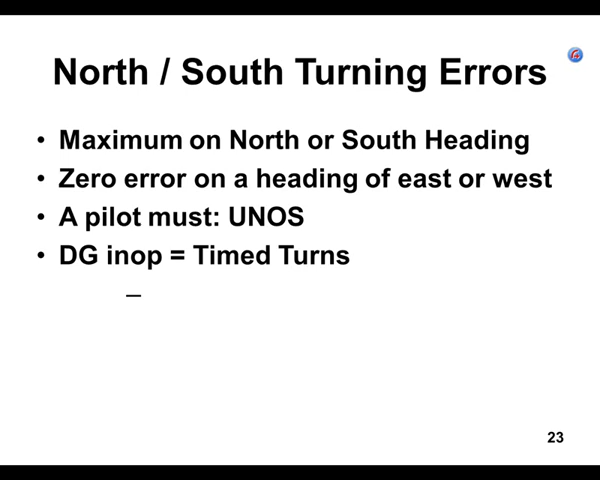 North / South Turning Errors
• Maximum on North or South Heading
• Zero error on a heading of east or west
• A pilot must: UNOS
• DG inop = Timed Turns
–
23